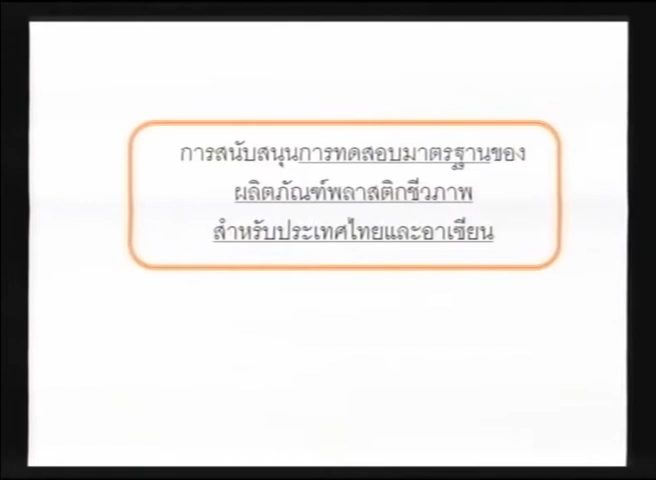 การสนับสนุนการทดสอบมาตรฐานของ
ผลิตภัณฑ์พลาสติกชีวภาพ
สำหรับประเทศไทยและอาเซียน